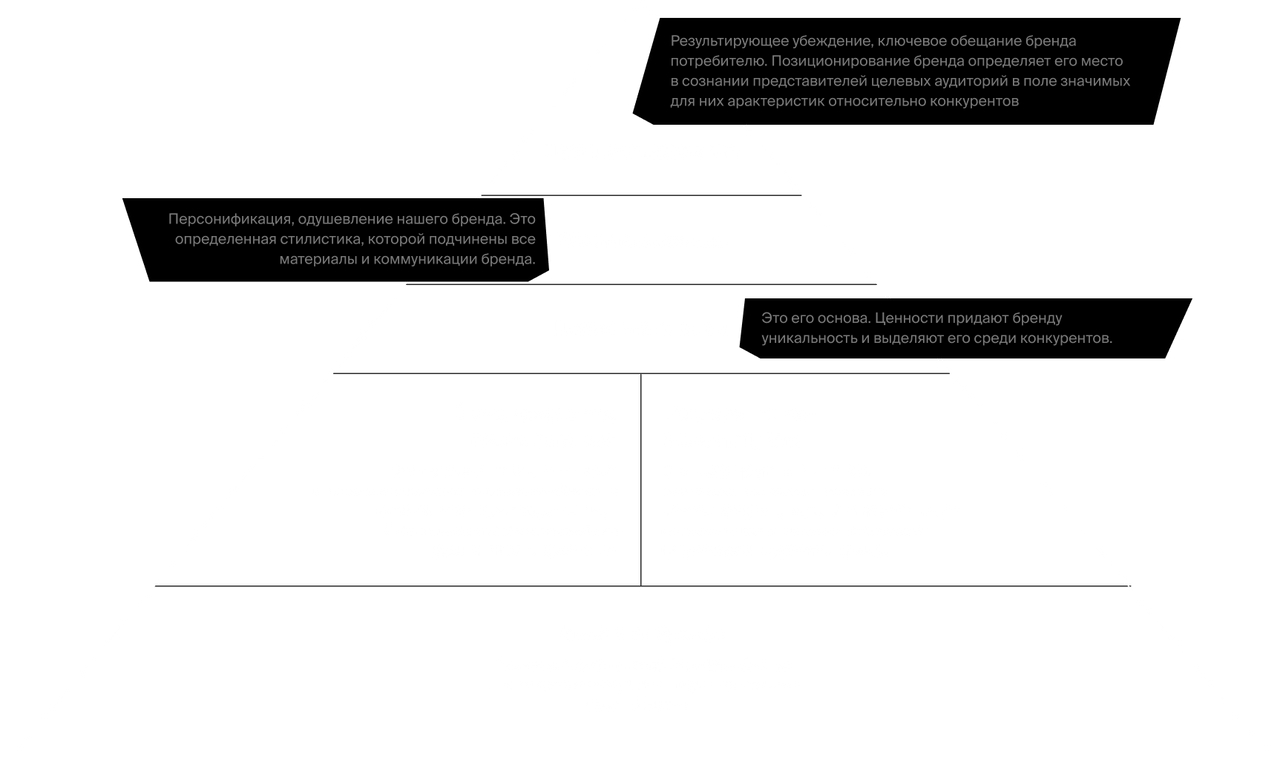 Результирующее убеждение, ключевое обещание бренда
потребителю. Позиционирование бренда определяет его место
в сознании представителей целевых аудиторий в поле значимых
для них арактеристик относительно конкурентов
Персонификация, одушевление нашего бренда. Это
определенная стилистика, которой подчинены все
материалы и коммуникации бренда.
Это его основа. Ценности придают бренду
уникальность и выделяют его среди конкурентов.